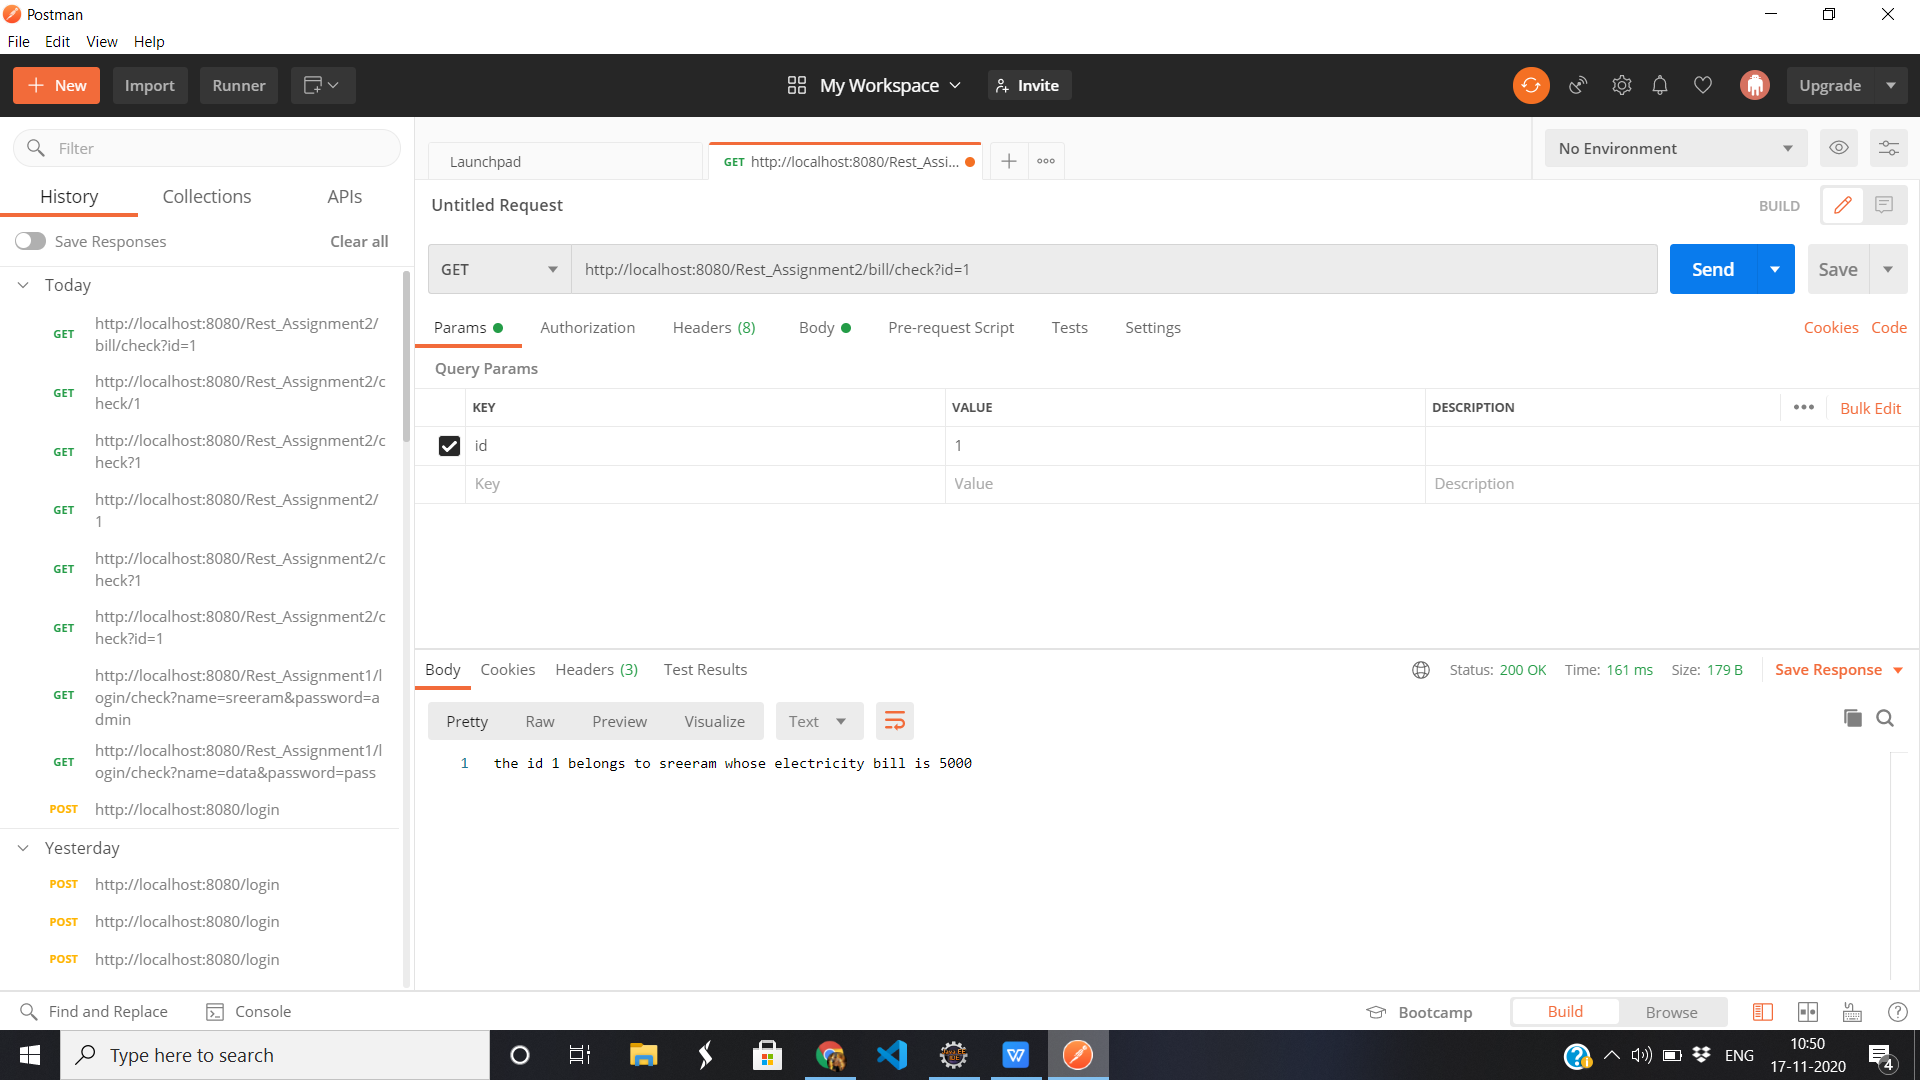 Postman
File Edit View Help
New Import Runner My Workspace Invite Upgrade
Filter
History Collections APIs
Save Responses Clear all
Today
GET http://localhost:8080/Rest_Assignment2/
bill/check?id=1
GET http://localhost:8080/Rest_Assignment2/c
heck/1
GET http://localhost:8080/Rest_Assignment2/c
heck?1
GET http://localhost:8080/Rest_Assignment2/
1
GET http://localhost:8080/Rest_Assignment2/c
heck?1
GET http://localhost:8080/Rest_Assignment2/c
heck?id=1
GET http://localhost:8080/Rest_Assignment1/l
ogin/check?name=sreeram&password=a
dmin
GET http://localhost:8080/Rest_Assignment1/l
ogin/check?name=data&password=pass
POST http://localhost:8080/login
Yesterday
POST http://localhost:8080/login
POST http://localhost:8080/login
POST http://localhost:8080/login
Launchpad GET http://localhost:8080/Rest_Assi... No Environment
Untitled Request BUILD
GET http://localhost:8080/Rest_Assignment2/bill/check?id=1 Send Save
Params Authorization Headers (8) Body Pre-request Script Tests Settings Cookies Code
Query Params
KEY VALUE DESCRIPTION Bulk Edit
id 1
Key Value Description
Body Cookies Headers (3) Test Results Status: 200 OK Time: 161 ms Size: 179 B Save Response
Pretty Raw Preview Visualize Text
1 the id 1 belongs to sreeram whose electricity bill is 5000
Find and Replace Console Bootcamp Build Browse
Type here to search ENG 10:50
17-11-2020 4